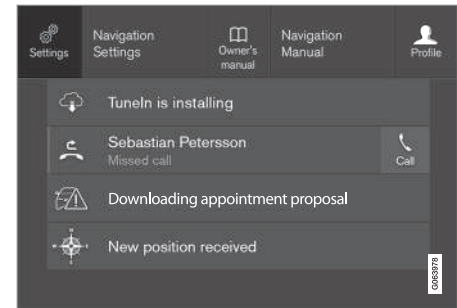 Settings
Navigation
Settings
Owner's
manual
Navigation
Manual
Profile
TuneIn is installing
Sebastian Petersson
Missed call
Call
Downloading appointment proposal
New position received
G063978